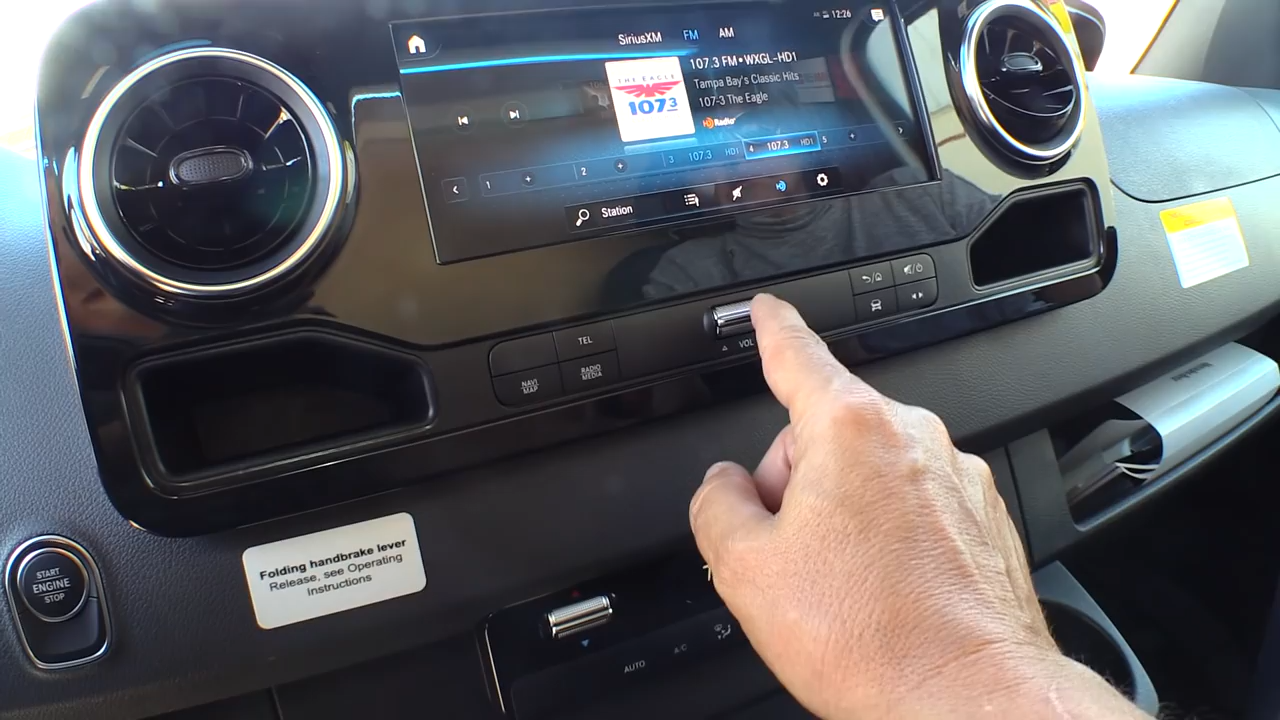 12:26
SiriusXM FM AM
107.3 FM•WXGL-HD1
Tampa Bay's Classic Hits
107-3 The Eagle
HD Radio
THE EAGLE
107.3
1 + 2 + 3 107.3 HD1 4 107.3 HD1 5 +
Station
TEL
NAVI
MAP
RADIO
MEDIA
VOL
START
ENGINE
STOP
Folding handbrake lever
Release, see Operating
Instructions
AUTO
A/C